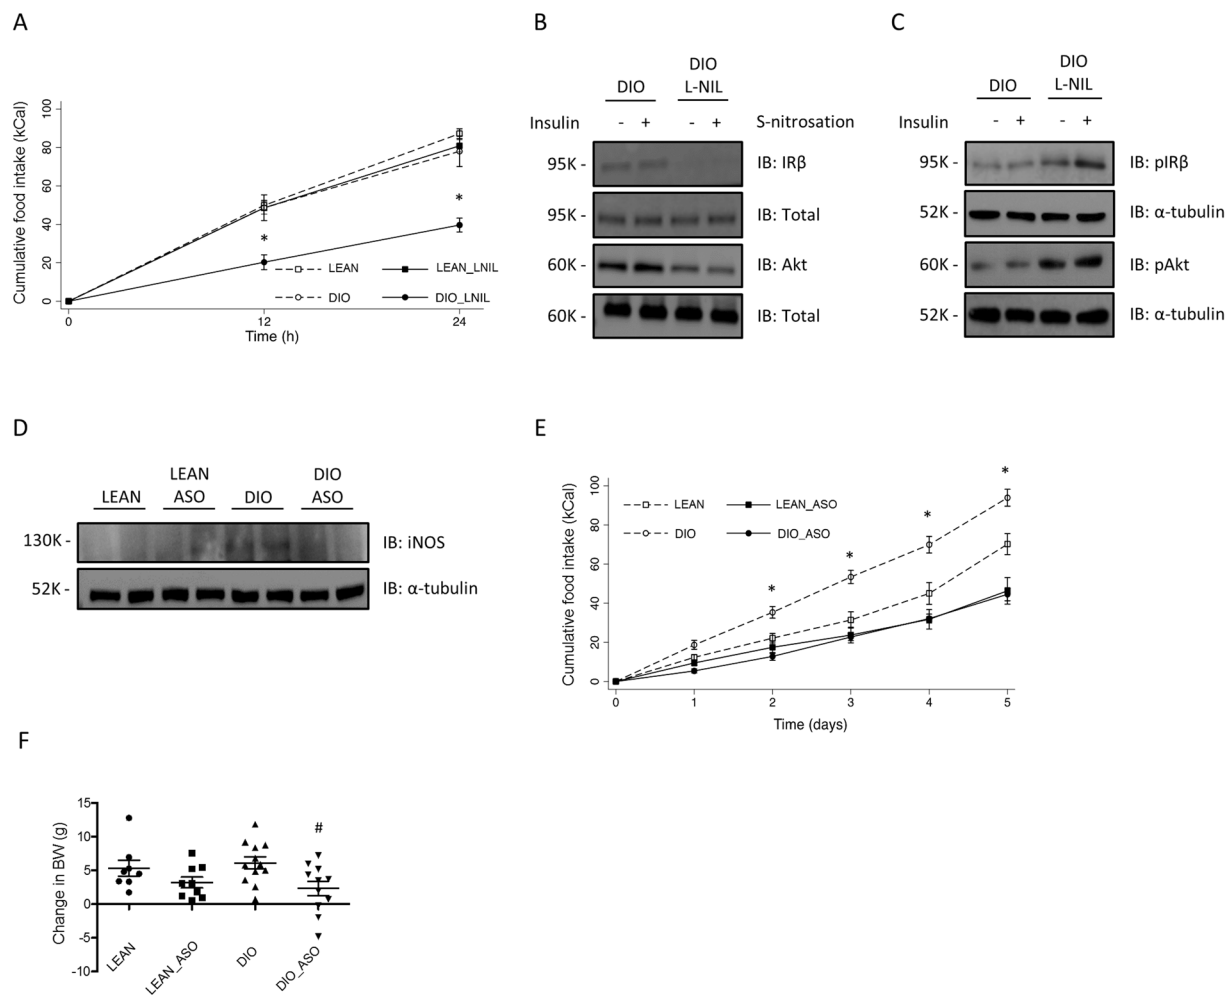 A
Cumulative food intake (kCal)
100
80
60
40
20
0
*
*
LEAN
LEAN_LNIL
DIO
DIO_LNIL
0
12
24
Time (h)
B
DIO
DIO
L-NIL
Insulin
- + - +
S-nitrosation
95K -
IB: IRβ
95K -
IB: Total
60K -
IB: Akt
60K -
IB: Total
C
DIO
DIO
L-NIL
Insulin
- + - +
95K -
IB: pIRβ
52K -
IB: α-tubulin
60K -
IB: pAkt
52K -
IB: α-tubulin
D
LEAN
LEAN
ASO
DIO
DIO
ASO
130K -
IB: iNOS
52K -
IB: α-tubulin
E
Cumulative food intake (kCal)
100
80
60
40
20
0
LEAN
LEAN_ASO
DIO
DIO_ASO
*
*
*
*
0
1
2
3
4
5
Time (days)
F
Change in BW (g)
15
10
5
0
-5
-10
#
LEAN
LEAN_ASO
DIO
DIO_ASO